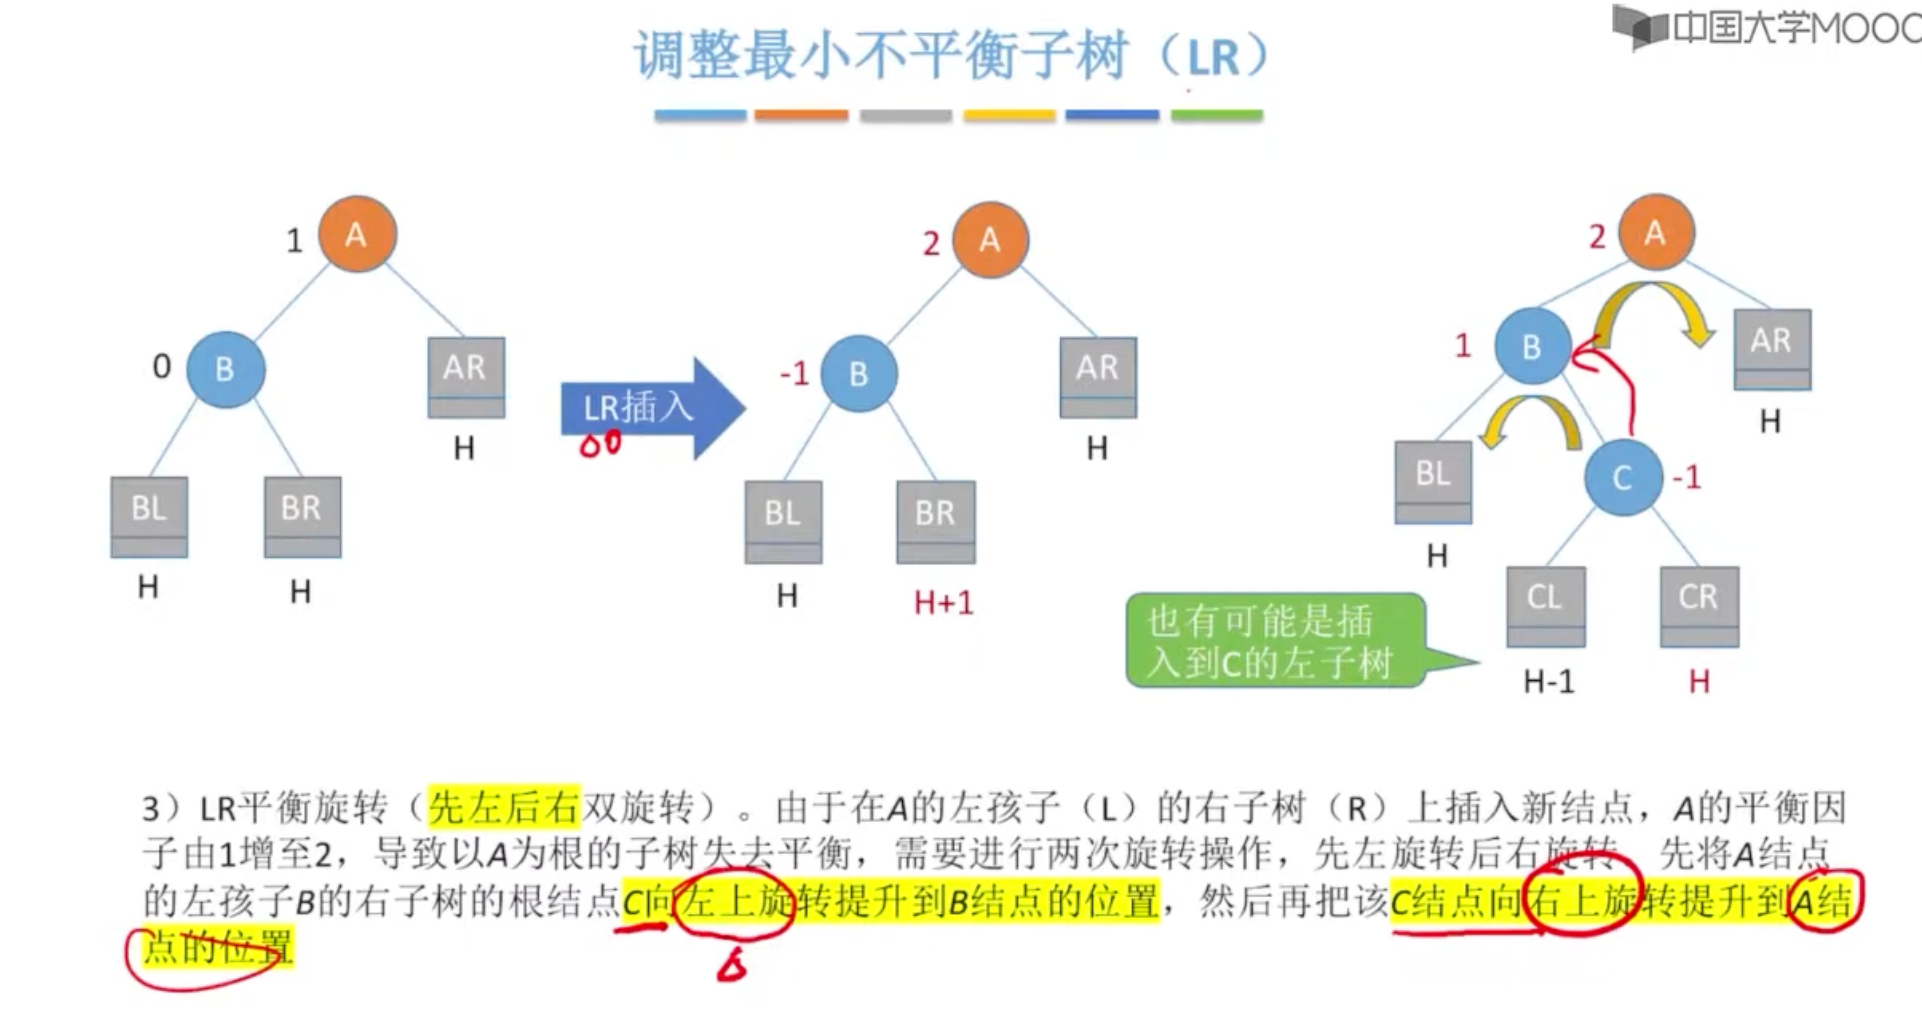 中国大学MOOC
调整最小不平衡子树（LR）
1 A
0 B
AR
H
BL
H
BR
H
LR插入
2 A
-1 B
AR
H
BL
H
BR
H+1
2 A
1 B
AR
H
BL
H
C -1
CL
H-1
CR
H
也有可能是插
入到C的左子树
3）LR平衡旋转（先左后右双旋转）。由于在A的左孩子（L）的右子树（R）上插入新结点，A的平衡因
子由1增至2，导致以A为根的子树失去平衡，需要进行两次旋转操作，先左旋转后右旋转 先将A结点
的左孩子B的右子树的根结点C向左上旋转提升到B结点的位置，然后再把该C结点向右上旋转提升到A结
点的位置